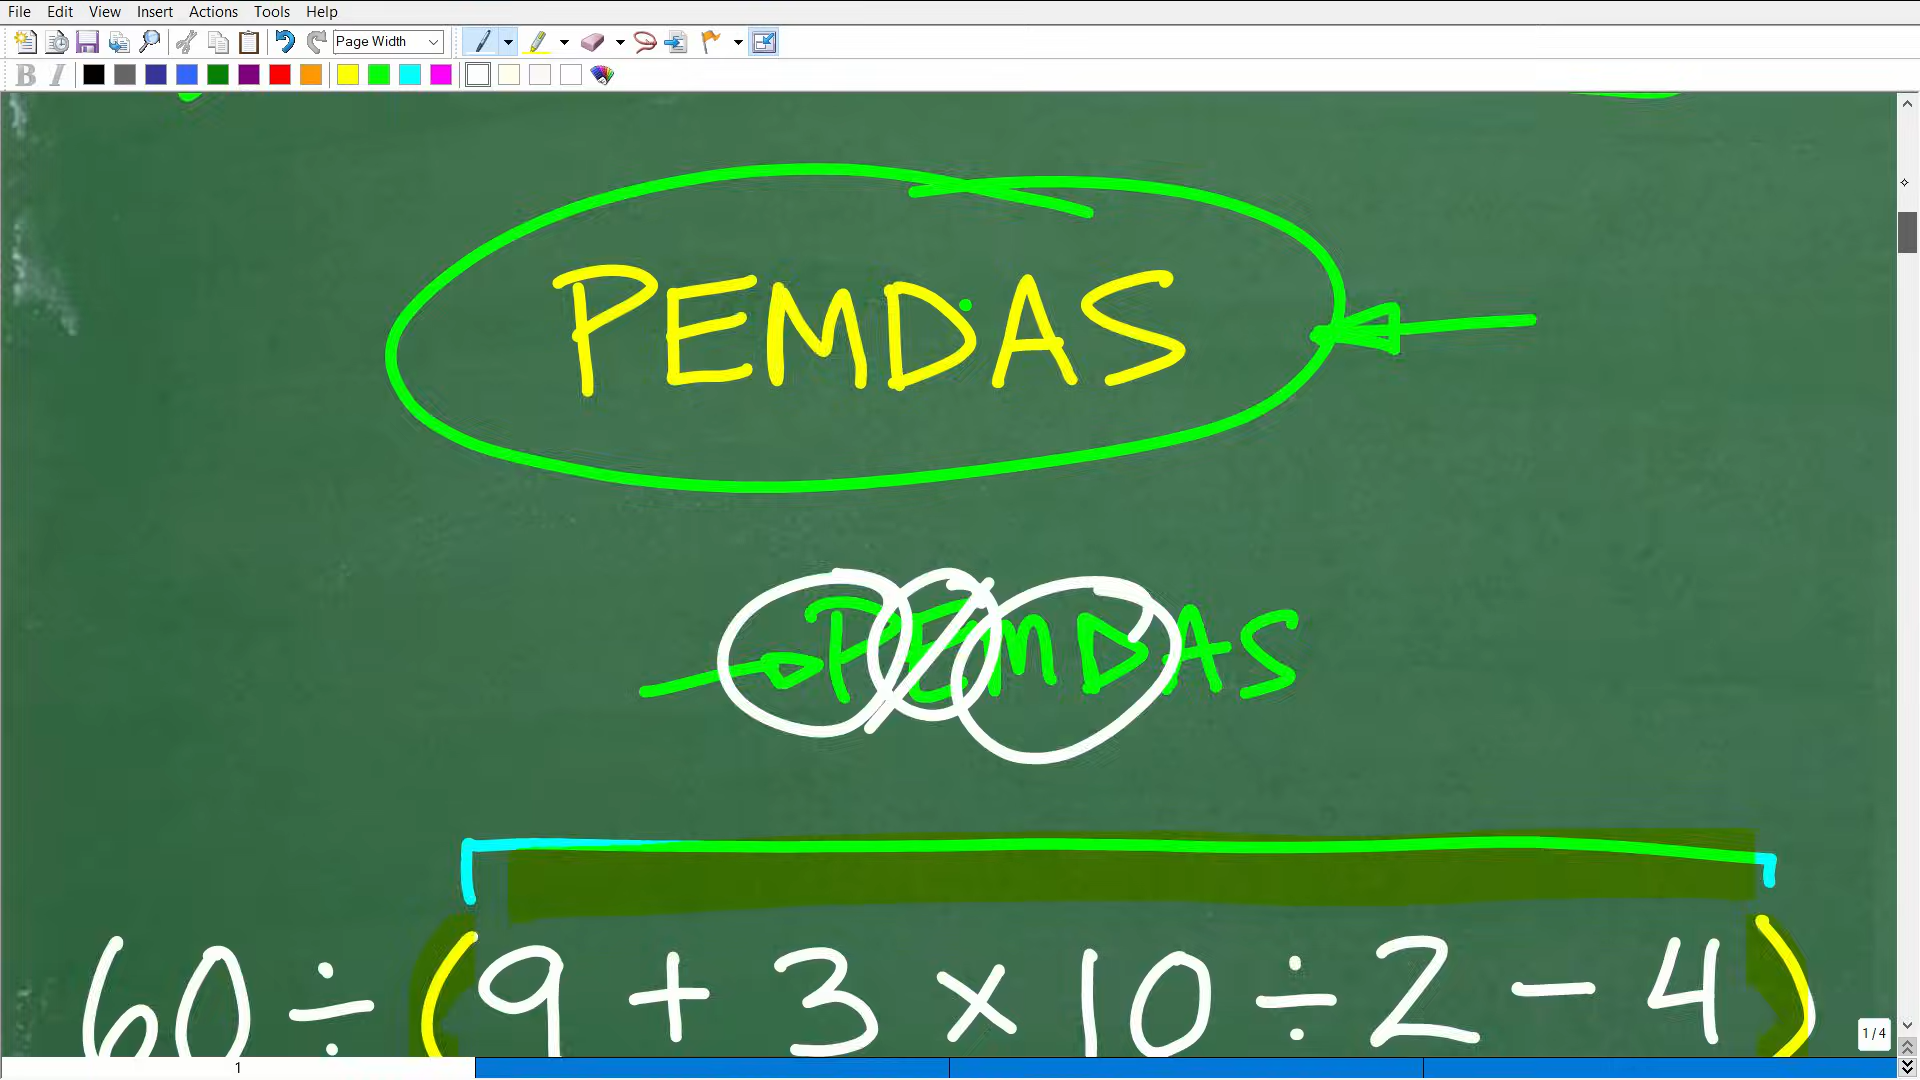 File Edit View Insert Actions Tools Help
Page Width
B I
PEMDAS
PEMDAS
60 ÷ (9 + 3 × 10 ÷ 2 − 4)
1 / 4
1